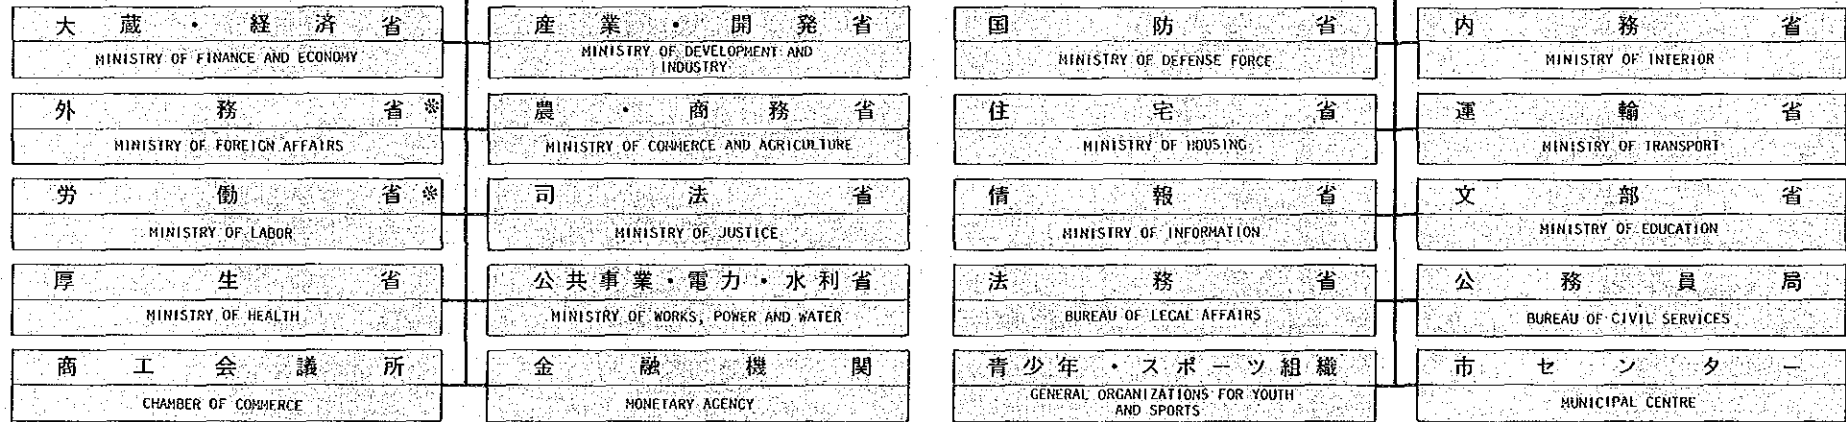 大蔵・経済省
MINISTRY OF FINANCE AND ECONOMY
産業・開発省
MINISTRY OF DEVELOPMENT AND
INDUSTRY
国防省
MINISTRY OF DEFENSE FORCE
内務省
MINISTRY OF INTERIOR
外務省※
MINISTRY OF FOREIGN AFFAIRS
農・商務省
MINISTRY OF COMMERCE AND AGRICULTURE
住宅省
MINISTRY OF HOUSING
運輸省
MINISTRY OF TRANSPORT
労働省※
MINISTRY OF LABOR
司法省
MINISTRY OF JUSTICE
情報省
MINISTRY OF INFORMATION
文部省
MINISTRY OF EDUCATION
厚生省
MINISTRY OF HEALTH
公共事業・電力・水利省
MINISTRY OF WORKS, POWER AND WATER
法務省
BUREAU OF LEGAL AFFAIRS
公務員局
BUREAU OF CIVIL SERVICES
商工会議所
CHAMBER OF COMMERCE
金融機関
MONETARY AGENCY
青少年・スポーツ組織
GENERAL ORGANIZATIONS FOR YOUTH
AND SPORTS
市センター
MUNICIPAL CENTRE